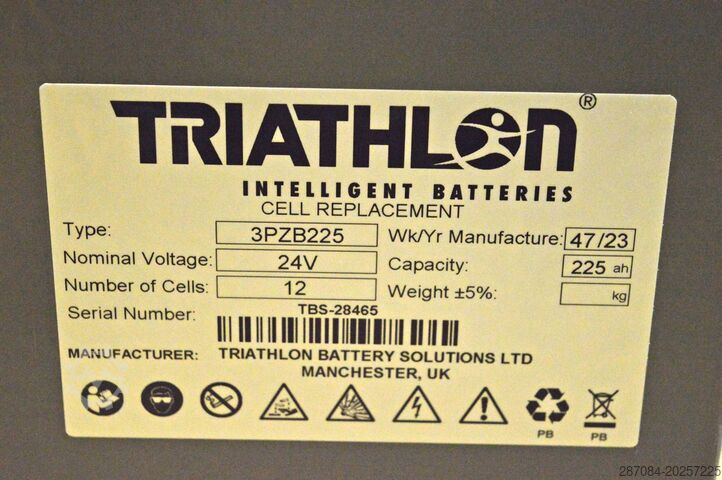 TRIATHLON®
INTELLIGENT BATTERIES
CELL REPLACEMENT
Type: 3PZB225 Wk/Yr Manufacture: 47/23
Nominal Voltage: 24V Capacity: 225 ah
Number of Cells: 12 Weight ±5%: kg
Serial Number: TBS-28465
MANUFACTURER: TRIATHLON BATTERY SOLUTIONS LTD
MANCHESTER, UK
PB PB
287084-20257225